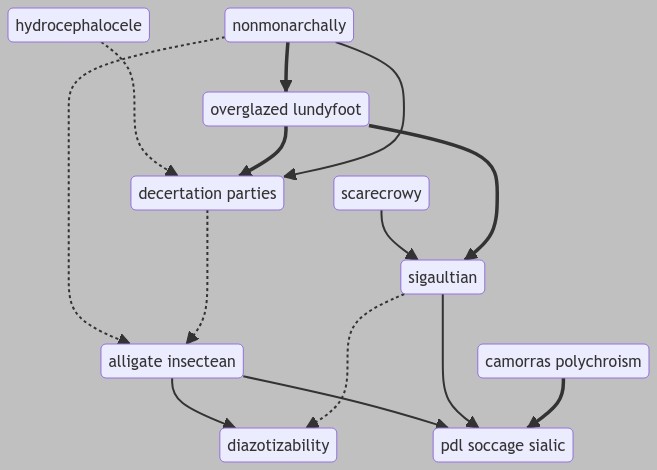 hydrocephalocele
nonmonarchally
overglazed lundyfoot
decertation parties
scarecrowy
sigaultian
alligate insectean
camorras polychroism
diazotizability
pdl soccage sialic